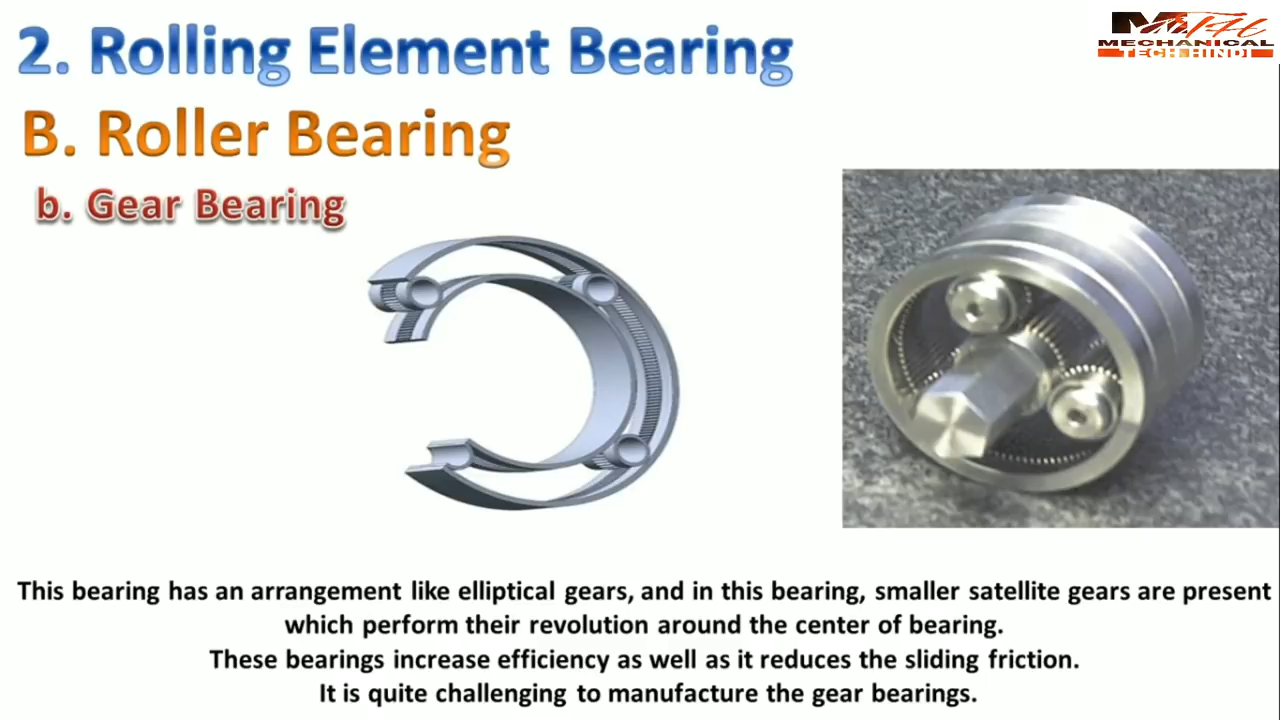 2. Rolling Element Bearing
MECHANICAL
TECH HINDI
B. Roller Bearing
b. Gear Bearing
This bearing has an arrangement like elliptical gears, and in this bearing, smaller satellite gears are present
which perform their revolution around the center of bearing.
These bearings increase efficiency as well as it reduces the sliding friction.
It is quite challenging to manufacture the gear bearings.